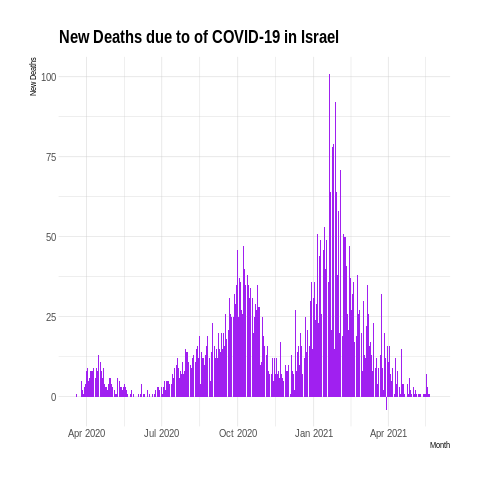 New Deaths due to of COVID-19 in Israel
New Deaths
100
75
50
25
0
Apr 2020 Jul 2020 Oct 2020 Jan 2021 Apr 2021
Month